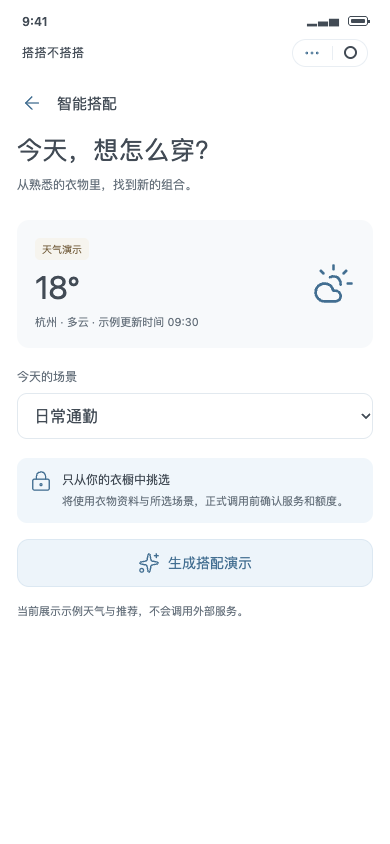 9:41
搭搭不搭搭
智能搭配
今天，想怎么穿？
从熟悉的衣物里，找到新的组合。
天气演示
18°
杭州 · 多云 · 示例更新时间 09:30
今天的场景
日常通勤
只从你的衣橱中挑选
将使用衣物资料与所选场景，正式调用前确认服务和额度。
生成搭配演示
当前展示示例天气与推荐，不会调用外部服务。